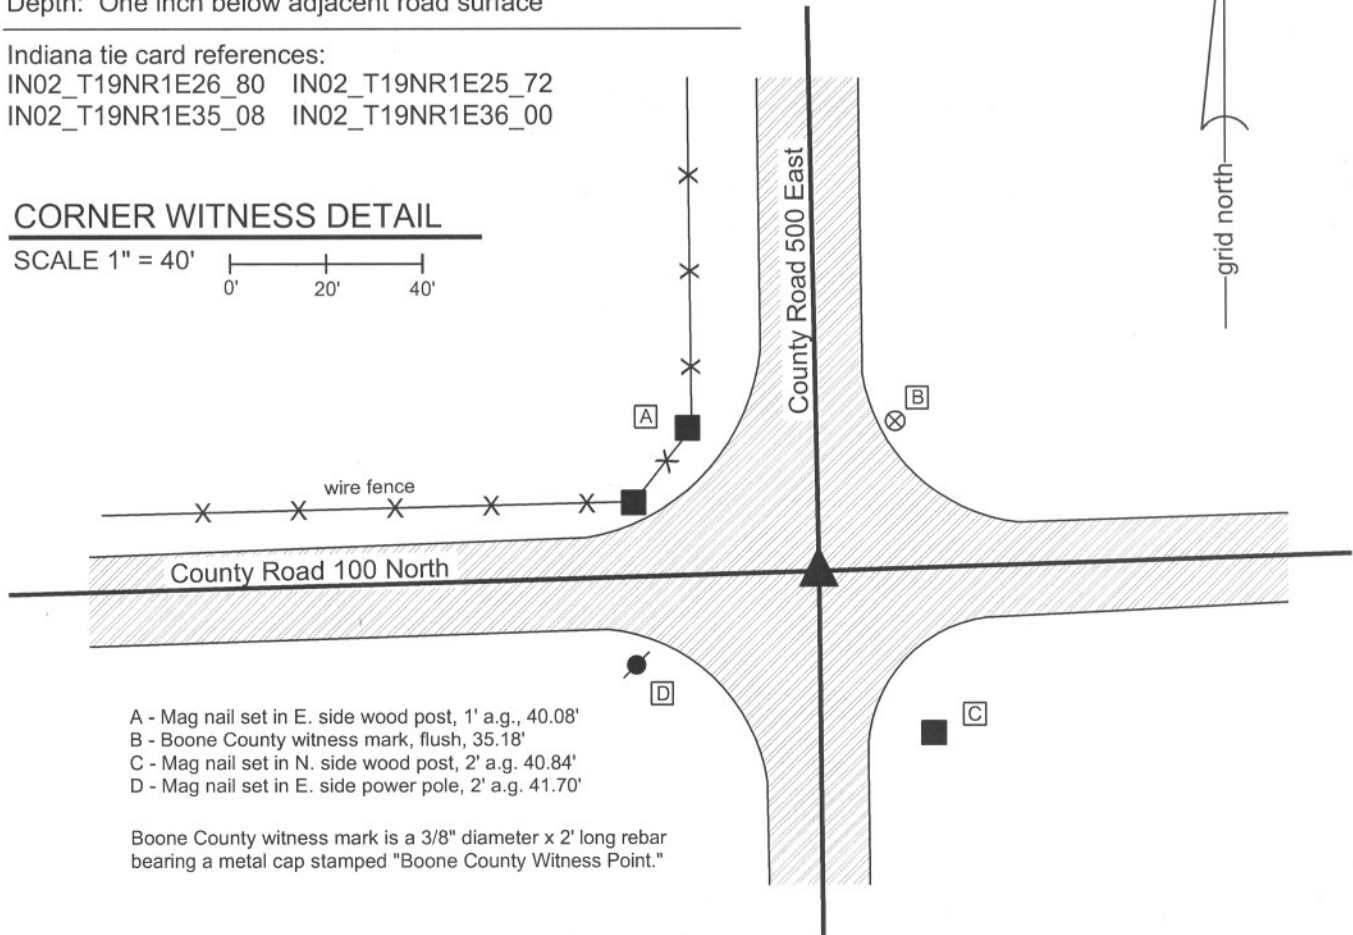 Depth: One inch below adjacent road surface
Indiana tie card references:
IN02_T19NR1E26_80 IN02_T19NR1E25_72
IN02_T19NR1E35_08 IN02_T19NR1E36_00
CORNER WITNESS DETAIL
SCALE 1" = 40'
0' 20' 40'
grid north
County Road 500 East
A
B
wire fence
County Road 100 North
D
C
A - Mag nail set in E. side wood post, 1' a.g., 40.08'
B - Boone County witness mark, flush, 35.18'
C - Mag nail set in N. side wood post, 2' a.g. 40.84'
D - Mag nail set in E. side power pole, 2' a.g. 41.70'
Boone County witness mark is a 3/8" diameter x 2' long rebar
bearing a metal cap stamped "Boone County Witness Point."